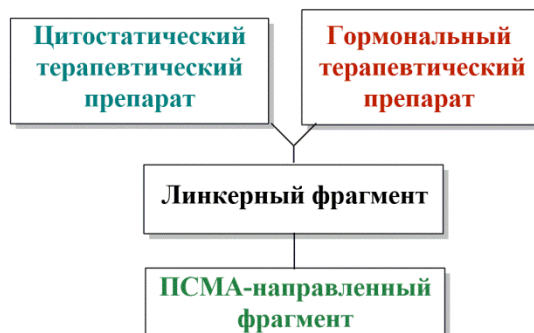 Цитостатический
терапевтический
препарат
Гормональный
терапевтический
препарат
Линкерный фрагмент
ПСМА-направленный
фрагмент